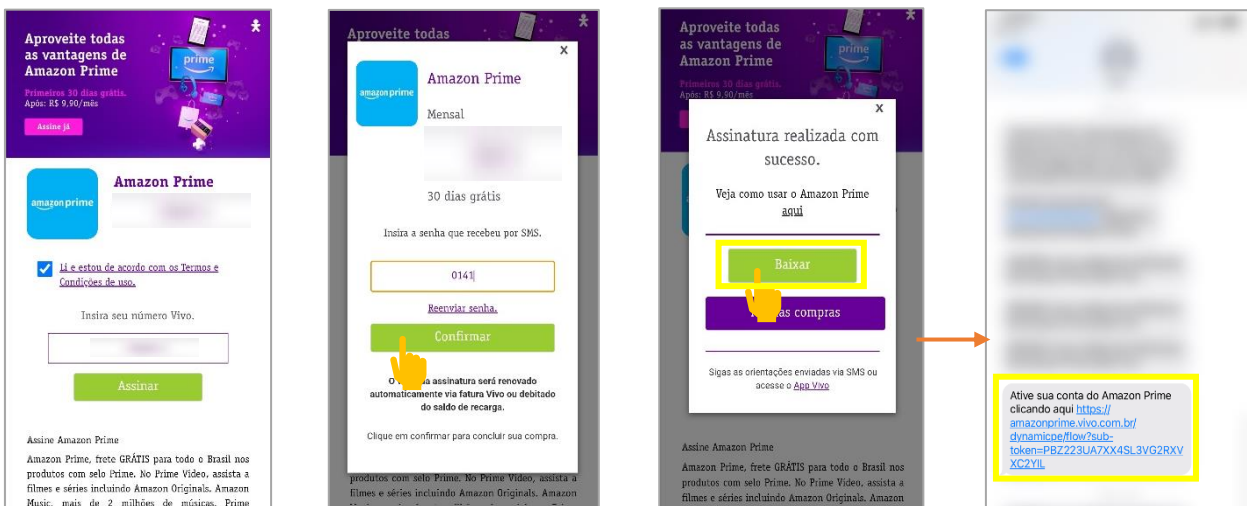 Aproveite todas
as vantagens de
Amazon Prime
Primeiros 30 dias grátis.
Após: R$ 9,90/mês
Assine já
prime
amazon prime
Amazon Prime
Li e estou de acordo com os Termos e
Condições de uso.
Insira seu número Vivo.
Assinar
Assine Amazon Prime
Amazon Prime, frete GRÁTIS para todo o Brasil nos
produtos com selo Prime. No Prime Video, assista a
filmes e séries incluindo Amazon Originals. Amazon
Music, mais de 2 milhões de músicas. Prime
Aproveite todas
x
amazon prime
Amazon Prime
Mensal
30 dias grátis
Insira a senha que recebeu por SMS.
0141
Reenviar senha.
Confirmar
O da assinatura será renovado
automaticamente via fatura Vivo ou debitado
do saldo de recarga.
Clique em confirmar para concluir sua compra.
produtos com selo Prime. No Prime Video, assista a
filmes e séries incluindo Amazon Originals. Amazon
Aproveite todas
as vantagens de
Amazon Prime
Primeiros 30 dias grátis.
Após: R$ 9,90/mês
prime
x
Assinatura realizada com
sucesso.
Veja como usar o Amazon Prime
aqui
Baixar
as compras
Sigas as orientações enviadas via SMS ou
acesse o App Vivo
Assine Amazon Prime
Amazon Prime, frete GRÁTIS para todo o Brasil nos
produtos com selo Prime. No Prime Video, assista a
filmes e séries incluindo Amazon Originals. Amazon
Ative sua conta do Amazon Prime
clicando aqui https://
amazonprime.vivo.com.br/
dynamicpe/flow?sub-
token=PBZ223UA7XX4SL3VG2RXV
XC2YIL